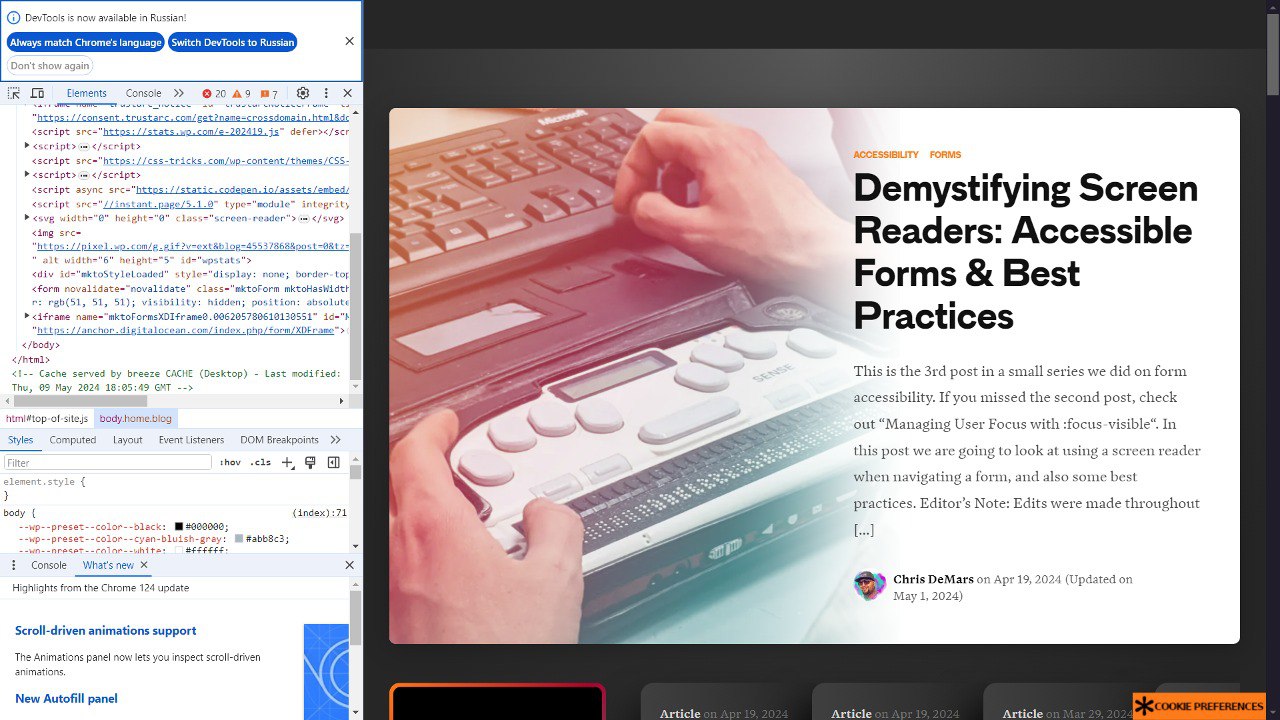 DevTools is now available in Russian!
Always match Chrome's language
Switch DevTools to Russian
Don't show again
Elements
Console
20
9
7
"https://consent.trustarc.com/get?name=crossdomain.html&dc
<script src="https://stats.wp.com/e-202419.js" defer></scr
<script> … </script>
<script src="https://css-tricks.com/wp-content/themes/CSS-
<script> … </script>
<script async src="https://static.codepen.io/assets/embed/
<script src="//instant.page/5.1.0" type="module" integrity
<svg width="0" height="0" class="screen-reader"> … </svg>
<img src=
"https://pixel.wp.com/g.gif?v=ext&blog=45537868&post=0&tz=
" alt width="6" height="5" id="wpstats">
<div id="mktoStyleLoaded" style="display: none; border-top
<form novalidate="novalidate" class="mktoForm mktoHasWidth
r: rgb(51, 51, 51); visibility: hidden; position: absolute
<iframe name="mktoFormsXDIframe0.006205780610130551" id="M
"https://anchor.digitalocean.com/index.php/form/XDFrame">
</body>
</html>
<!-- Cache served by breeze CACHE (Desktop) - Last modified:
Thu, 09 May 2024 18:05:49 GMT -->
html#top-of-site.js
body.home.blog
Styles
Computed
Layout
Event Listeners
DOM Breakpoints
Filter
:hov
.cls
element.style {
}
body {
(index):71
--wp--preset--color--black: #000000;
--wp--preset--color--cyan-bluish-gray: #abb8c3;
--wp--preset--color--white: #ffffff;
Console
What's new
Highlights from the Chrome 124 update
Scroll-driven animations support
The Animations panel now lets you inspect scroll-driven
animations.
New Autofill panel
Microsoft
SENSE
ACCESSIBILITY
FORMS
Demystifying Screen
Readers: Accessible
Forms & Best
Practices
This is the 3rd post in a small series we did on form
accessibility. If you missed the second post, check
out “Managing User Focus with :focus-visible“. In
this post we are going to look at using a screen reader
when navigating a form, and also some best
practices. Editor’s Note: Edits were made throughout
[…]
Chris DeMars on Apr 19, 2024 (Updated on
May 1, 2024)
Article on Apr 19, 2024
Article on Apr 19, 2024
Article on Mar 29, 2024
COOKIE PREFERENCES